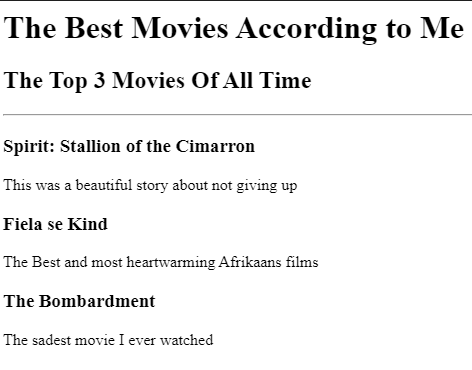 The Best Movies According to Me
The Top 3 Movies Of All Time
Spirit: Stallion of the Cimarron
This was a beautiful story about not giving up
Fiela se Kind
The Best and most heartwarming Afrikaans films
The Bombardment
The sadest movie I ever watched